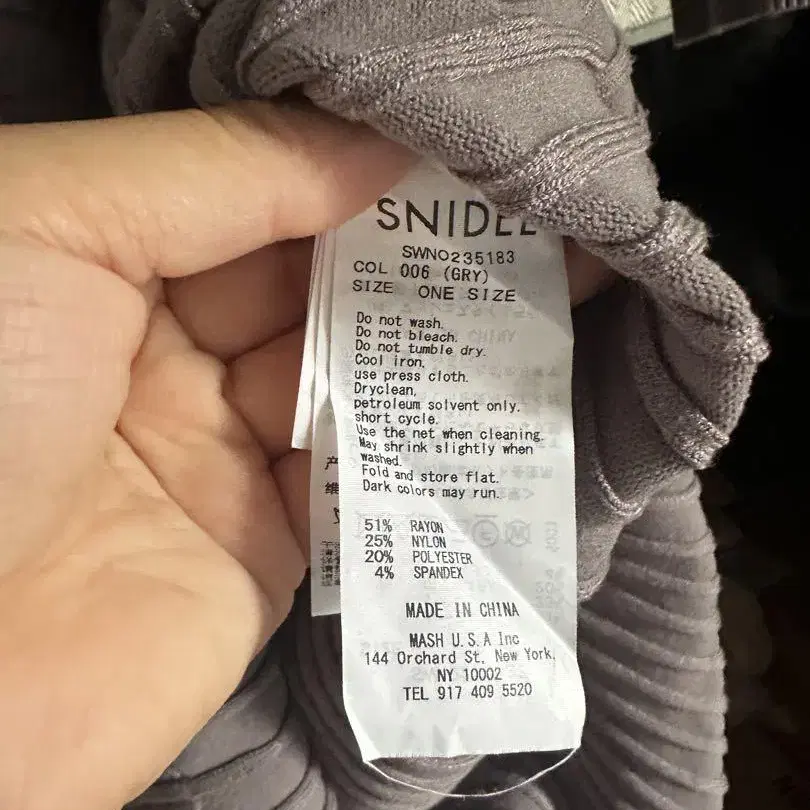 SNIDEL
SWNO235183
COL 006 (GRY)
SIZE ONE SIZE
Do not wash.
Do not bleach.
Do not tumble dry.
Cool iron,
use press cloth.
Dryclean,
petroleum solvent only.
short cycle.
Use the net when cleaning.
May shrink slightly when
washed.
Fold and store flat.
Dark colors may run.
51% RAYON
25% NYLON
20% POLYESTER
4% SPANDEX
MADE IN CHINA
MASH U.S.A Inc
144 Orchard St. New York,
NY 10002
TEL 917 409 5520
产
维